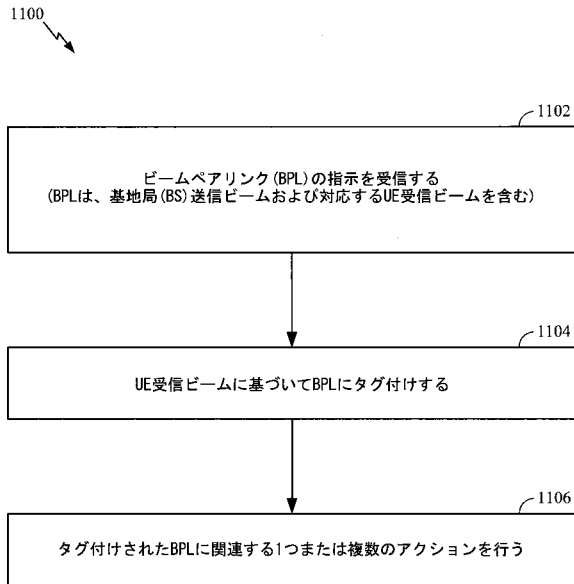 1100
1102
ビームペアリンク(BPL)の指示を受信する
(BPLは、基地局(BS)送信ビームおよび対応するUE受信ビームを含む)
1104
UE受信ビームに基づいてBPLにタグ付けする
1106
タグ付けされたBPLに関連する1つまたは複数のアクションを行う